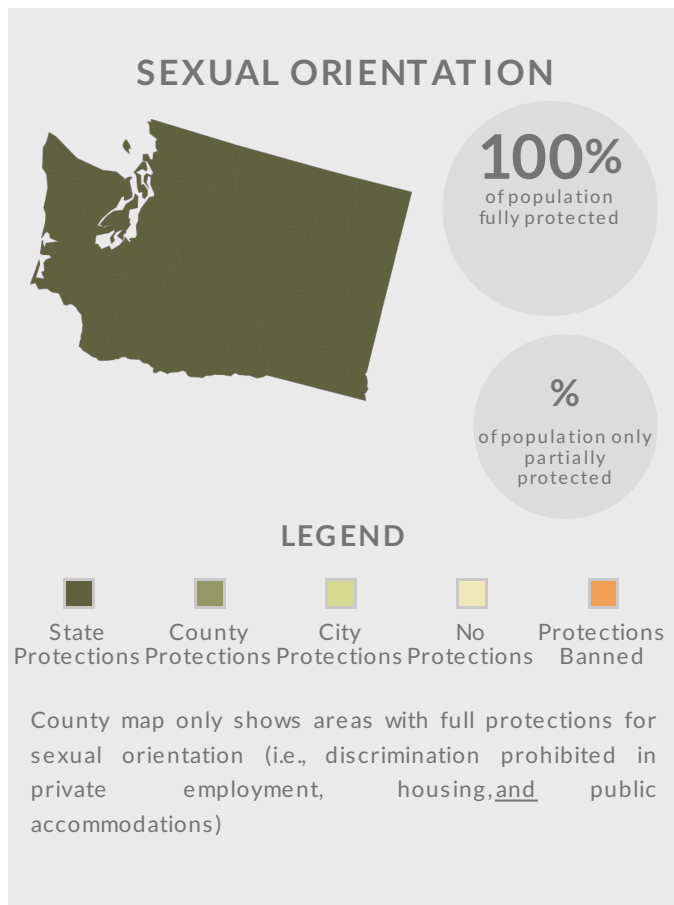 SEXUAL ORIENTATION
100%
of population
fully protected
%
of population only
partially
protected
LEGEND
State
Protections
County
Protections
City
Protections
No
Protections
Protections
Banned
County map only shows areas with full protections for
sexual orientation (i.e., discrimination prohibited in
private employment, housing, and public
accommodations)